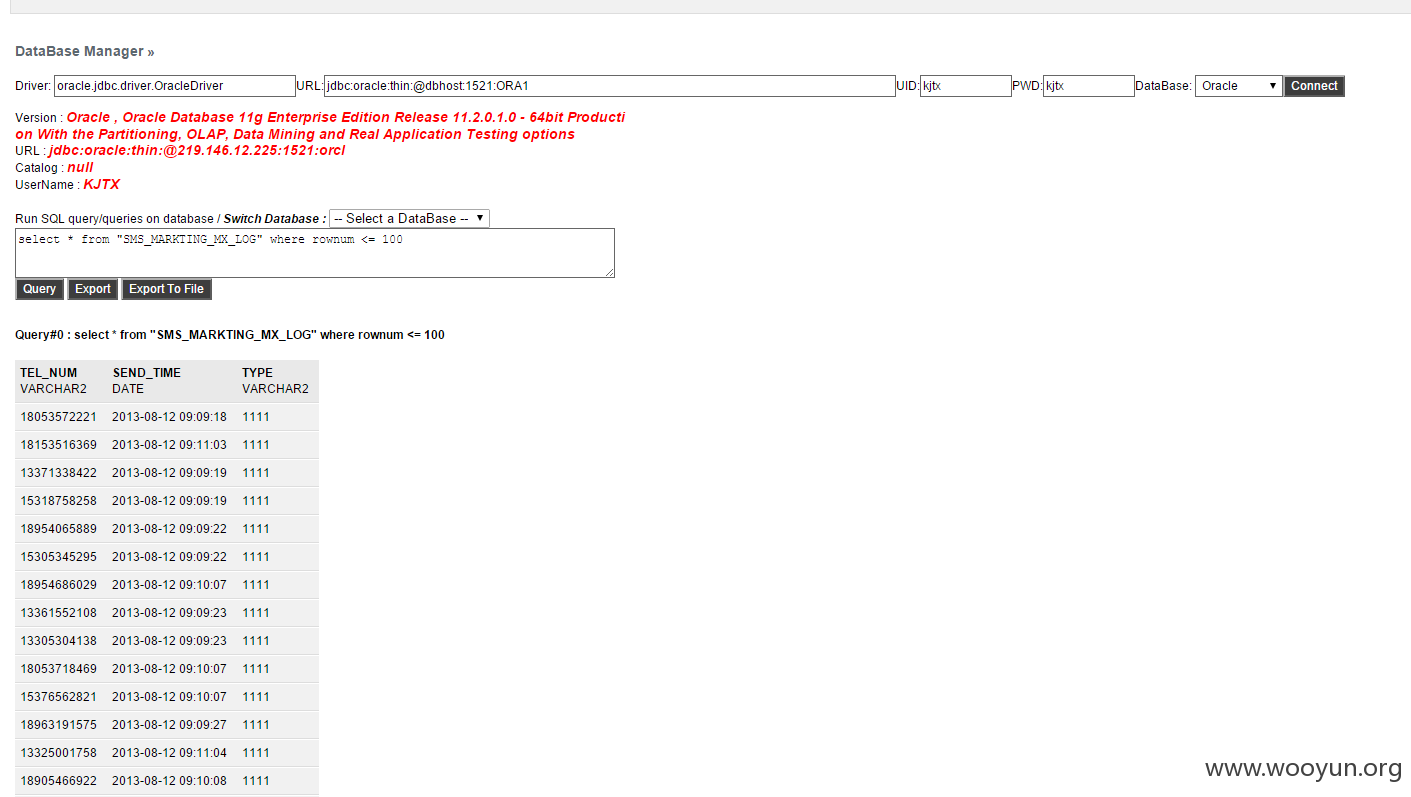 DataBase Manager »
Driver: oracle.jdbc.driver.OracleDriver URL: jdbc:oracle:thin:@dbhost:1521:ORA1 UID: kjtx PWD: kjtx DataBase: Oracle Connect
Version : Oracle , Oracle Database 11g Enterprise Edition Release 11.2.0.1.0 - 64bit Producti
on With the Partitioning, OLAP, Data Mining and Real Application Testing options
URL : jdbc:oracle:thin:@219.146.12.225:1521:orcl
Catalog : null
UserName : KJTX
Run SQL query/queries on database / Switch Database : -- Select a DataBase --
select * from "SMS_MARKTING_MX_LOG" where rownum <= 100
Query Export Export To File
Query#0 : select * from "SMS_MARKTING_MX_LOG" where rownum <= 100
TEL_NUM SEND_TIME TYPE
VARCHAR2 DATE VARCHAR2
18053572221 2013-08-12 09:09:18 1111
18153516369 2013-08-12 09:11:03 1111
13371338422 2013-08-12 09:09:19 1111
15318758258 2013-08-12 09:09:19 1111
18954065889 2013-08-12 09:09:22 1111
15305345295 2013-08-12 09:09:22 1111
18954686029 2013-08-12 09:10:07 1111
13361552108 2013-08-12 09:09:23 1111
13305304138 2013-08-12 09:09:23 1111
18053718469 2013-08-12 09:10:07 1111
15376562821 2013-08-12 09:10:07 1111
18963191575 2013-08-12 09:09:27 1111
13325001758 2013-08-12 09:11:04 1111
18905466922 2013-08-12 09:10:08 1111
www.wooyun.org